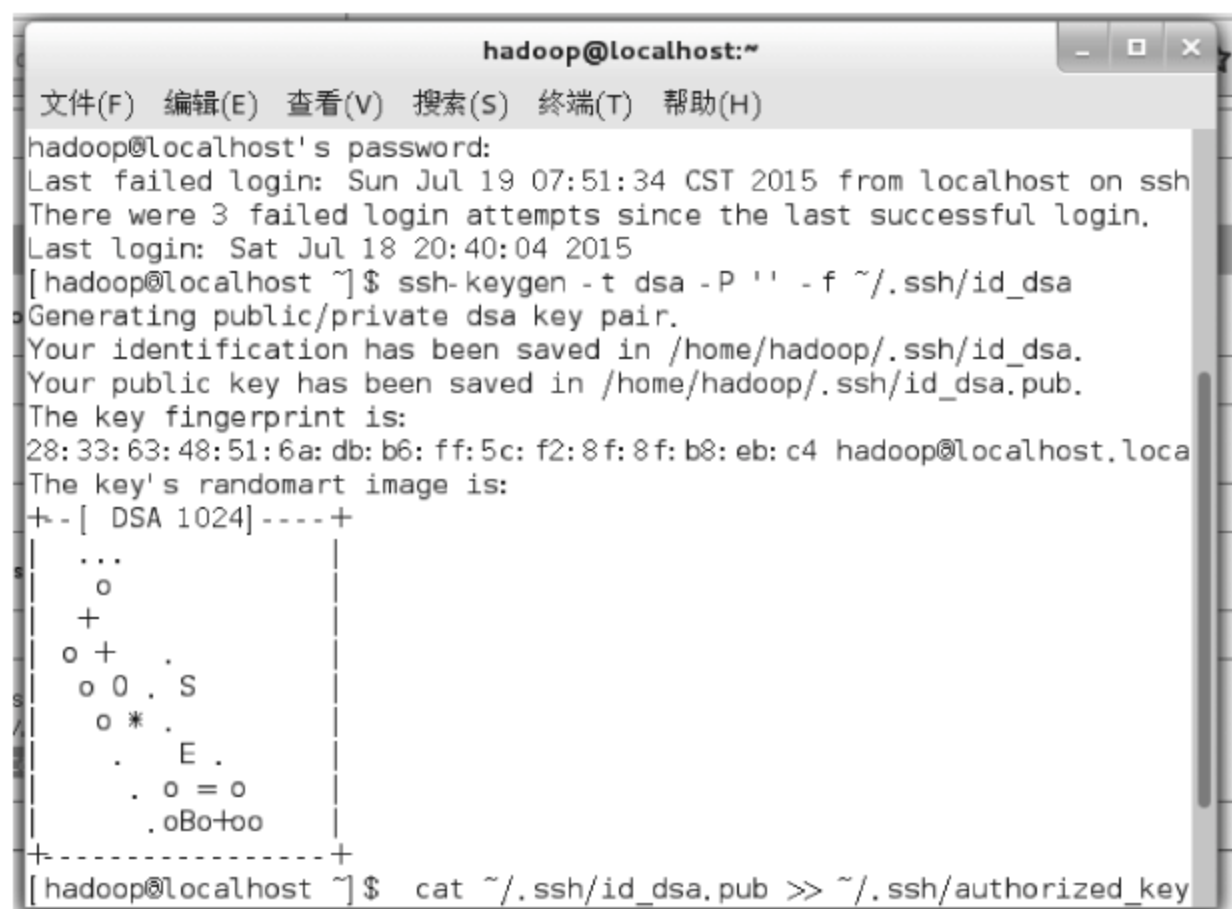 hadoop@localhost:~
文件(F) 编辑(E) 查看(V) 搜索(S) 终端(T) 帮助(H)
hadoop@localhost's password:
Last failed login: Sun Jul 19 07:51:34 CST 2015 from localhost on ssh
There were 3 failed login attempts since the last successful login.
Last login: Sat Jul 18 20:40:04 2015
[hadoop@localhost ~]$ ssh-keygen -t dsa -P '' -f ~/.ssh/id_dsa
Generating public/private dsa key pair.
Your identification has been saved in /home/hadoop/.ssh/id_dsa.
Your public key has been saved in /home/hadoop/.ssh/id_dsa.pub.
The key fingerprint is:
28:33:63:48:51:6a:db:b6:ff:5c:f2:8f:8f:b8:eb:c4 hadoop@localhost.loca
The key's randomart image is:
+--[ DSA 1024]----+
|  ...            |
|   o             |
|  +              |
| o +   .         |
|  o O . S        |
|   o * .         |
|    .   E .      |
|     . o = o     |
|      .oBo+oo    |
+-----------------+
[hadoop@localhost ~]$  cat ~/.ssh/id_dsa.pub >> ~/.ssh/authorized_key